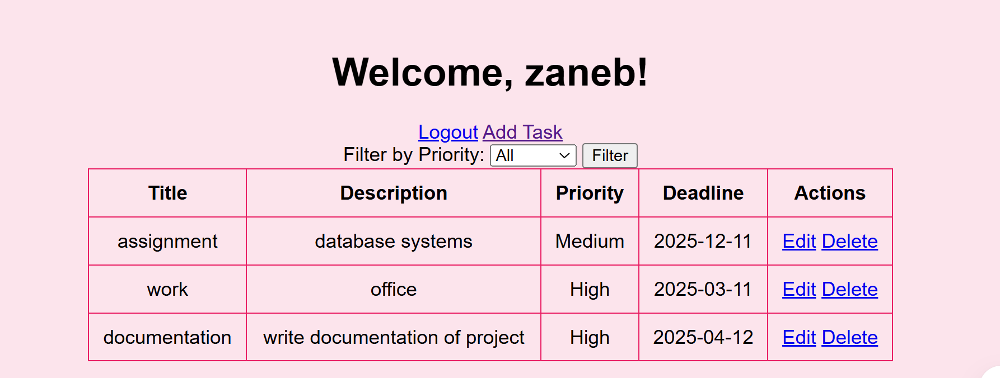 Welcome, zaneb!
Logout Add Task
Filter by Priority: All Filter
Title Description Priority Deadline Actions
assignment database systems Medium 2025-12-11 Edit Delete
work office High 2025-03-11 Edit Delete
documentation write documentation of project High 2025-04-12 Edit Delete